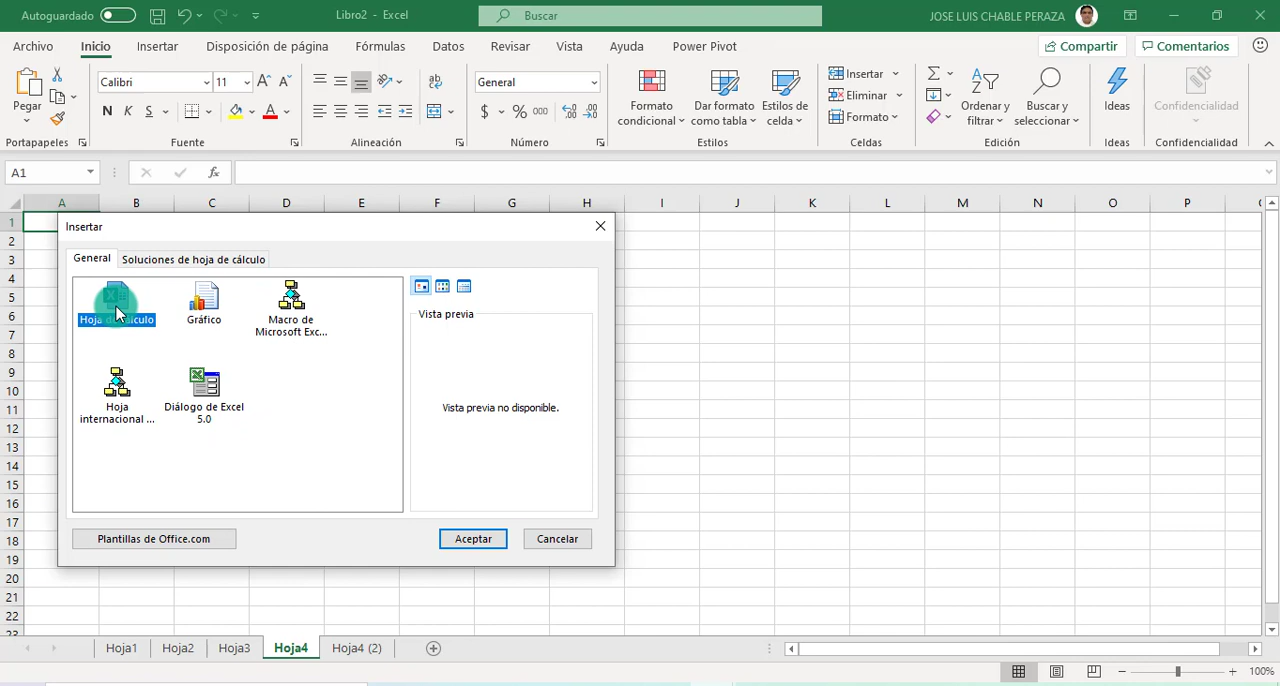 Autoguardado
Libro2 - Excel
Buscar
JOSE LUIS CHABLE PERAZA
Archivo Inicio Insertar Disposición de página Fórmulas Datos Revisar Vista Ayuda Power Pivot
Compartir Comentarios
Pegar
Portapapeles
Calibri 11
N K S
Fuente
Alineación
General
$ % 000
Número
Formato condicional
Dar formato como tabla
Estilos de celda
Estilos
Insertar
Eliminar
Formato
Celdas
Ordenar y filtrar
Buscar y seleccionar
Edición
Ideas
Ideas
Confidencialidad
Confidencialidad
A1
fx
A B C D E F G H I J K L M N O P
1
2
3
4
5
6
7
8
9
10
11
12
13
14
15
16
17
18
19
20
21
22
23
Insertar
General Soluciones de hoja de cálculo
Hoja de cálculo
Gráfico
Macro de
Microsoft Exc...
Hoja
internacional ...
Diálogo de Excel
5.0
Vista previa
Vista previa no disponible.
Plantillas de Office.com
Aceptar Cancelar
Hoja1 Hoja2 Hoja3 Hoja4 Hoja4 (2)
100%